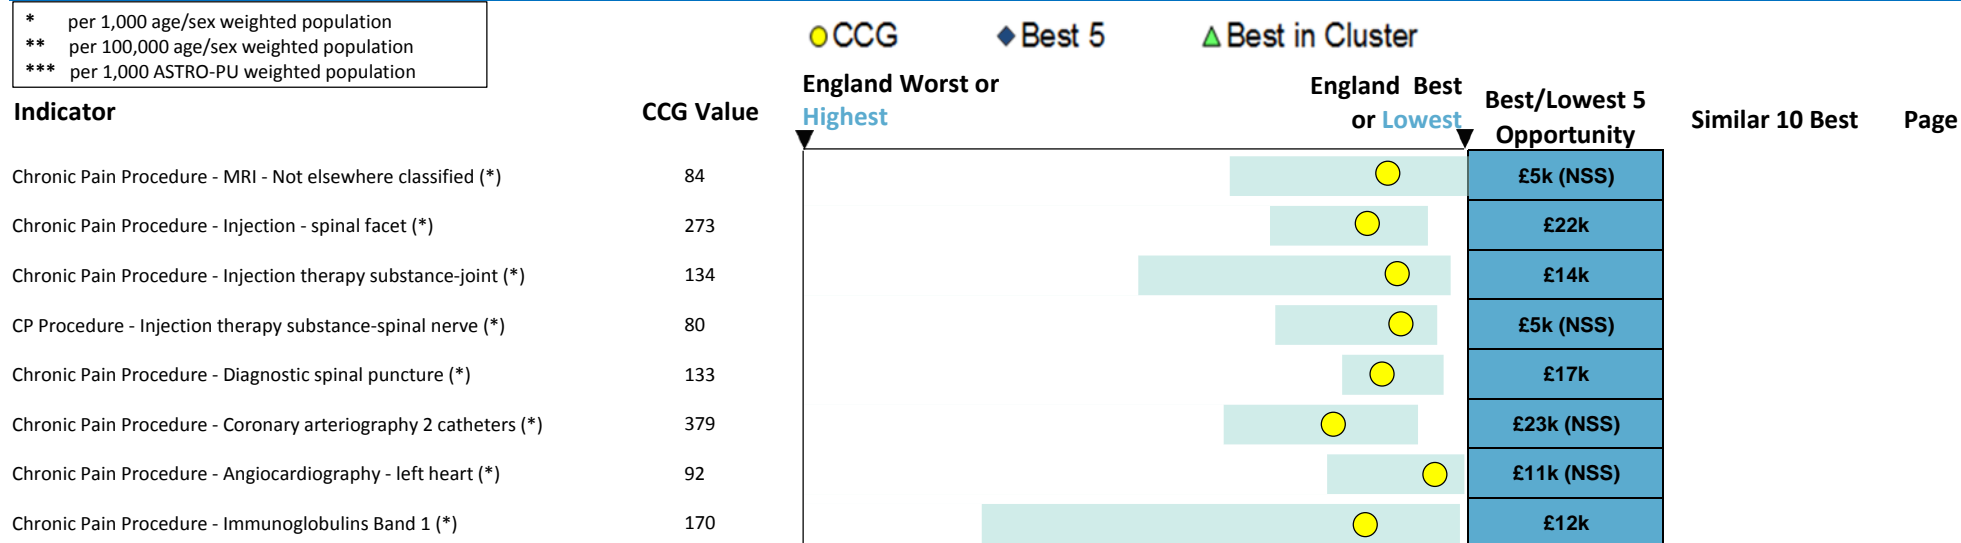 * per 1,000 age/sex weighted population
** per 100,000 age/sex weighted population
*** per 1,000 ASTRO-PU weighted population
CCG Best 5 Best in Cluster
Indicator CCG Value England Worst or Highest England Best or Lowest Best/Lowest 5 Opportunity Similar 10 Best Page
Chronic Pain Procedure - MRI - Not elsewhere classified (*) 84 £5k (NSS)
Chronic Pain Procedure - Injection - spinal facet (*) 273 £22k
Chronic Pain Procedure - Injection therapy substance-joint (*) 134 £14k
CP Procedure - Injection therapy substance-spinal nerve (*) 80 £5k (NSS)
Chronic Pain Procedure - Diagnostic spinal puncture (*) 133 £17k
Chronic Pain Procedure - Coronary arteriography 2 catheters (*) 379 £23k (NSS)
Chronic Pain Procedure - Angiocardiography - left heart (*) 92 £11k (NSS)
Chronic Pain Procedure - Immunoglobulins Band 1 (*) 170 £12k